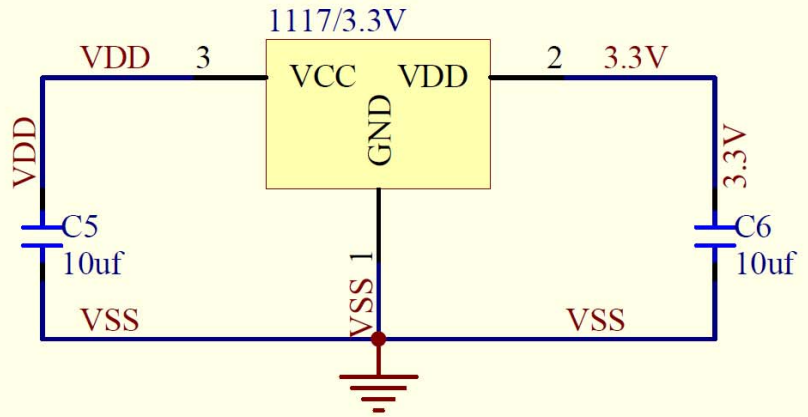 1117/3.3V
VDD 3 VCC VDD 2 3.3V
GND
VDD
3.3V
C5
10uf
C6
10uf
1
VSS
VSS
VSS